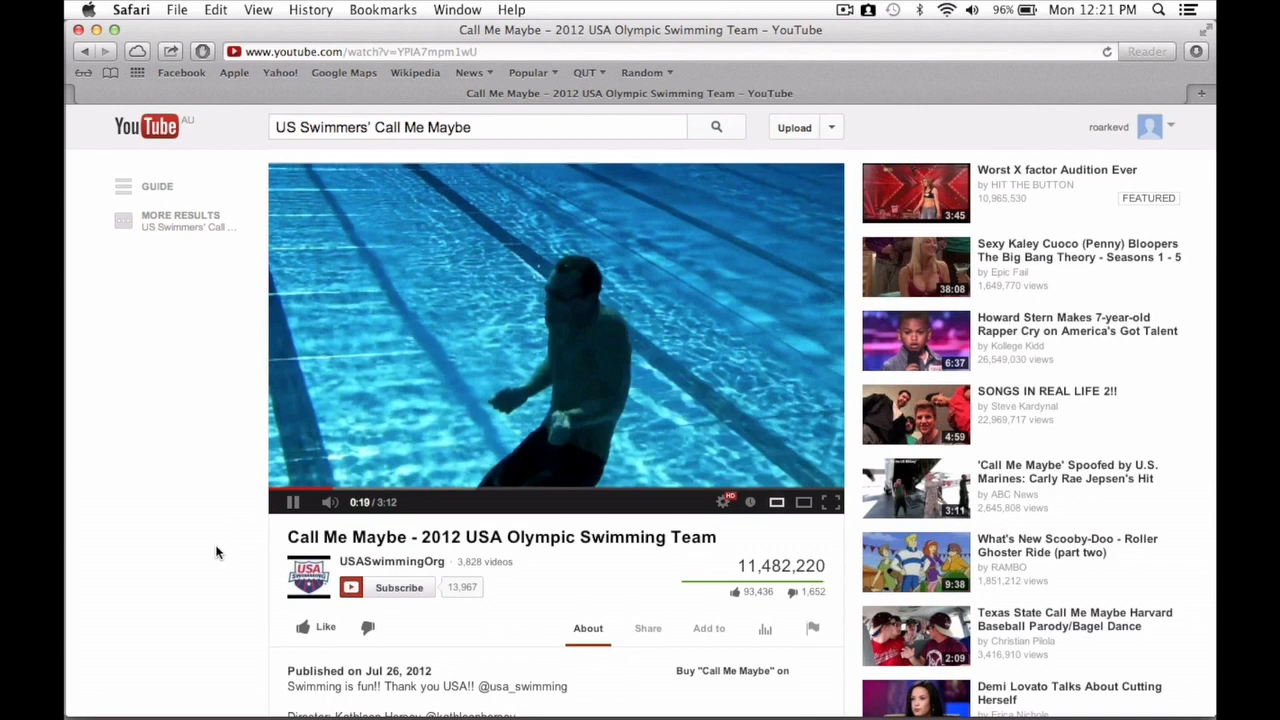 Safari File Edit View History Bookmarks Window Help 96% Mon 12:21 PM
Call Me Maybe – 2012 USA Olympic Swimming Team – YouTube
www.youtube.com/watch?v=YPIA7mpm1wU Reader
Facebook Apple Yahoo! Google Maps Wikipedia News Popular QUT Random
Call Me Maybe – 2012 USA Olympic Swimming Team – YouTube
YouTube AU US Swimmers' Call Me Maybe Upload roarkevd
GUIDE
MORE RESULTS
US Swimmers' Call ...
0:19 / 3:12 HD
Call Me Maybe - 2012 USA Olympic Swimming Team
USASwimmingOrg · 3,828 videos
USA
SWIMMING
Subscribe 13,967
11,482,220
93,436 1,652
Like About Share Add to
Published on Jul 26, 2012 Buy "Call Me Maybe" on
Swimming is fun!! Thank you USA!! @usa_swimming
Worst X factor Audition Ever
by HIT THE BUTTON
10,965,530 FEATURED
3:45
Sexy Kaley Cuoco (Penny) Bloopers
The Big Bang Theory - Seasons 1 - 5
by Epic Fail
1,649,770 views
38:08
Howard Stern Makes 7-year-old
Rapper Cry on America's Got Talent
by Kollege Kidd
26,549,030 views
6:37
SONGS IN REAL LIFE 2!!
by Steve Kardynal
22,969,717 views
4:59
'Call Me Maybe' Spoofed by U.S.
Marines: Carly Rae Jepsen's Hit
by ABC News
2,645,808 views
3:11
What's New Scooby-Doo - Roller
Ghoster Ride (part two)
by RAMBO
1,851,212 views
9:38
Texas State Call Me Maybe Harvard
Baseball Parody/Bagel Dance
by Christian Pilola
3,416,910 views
2:09
Demi Lovato Talks About Cutting
Herself